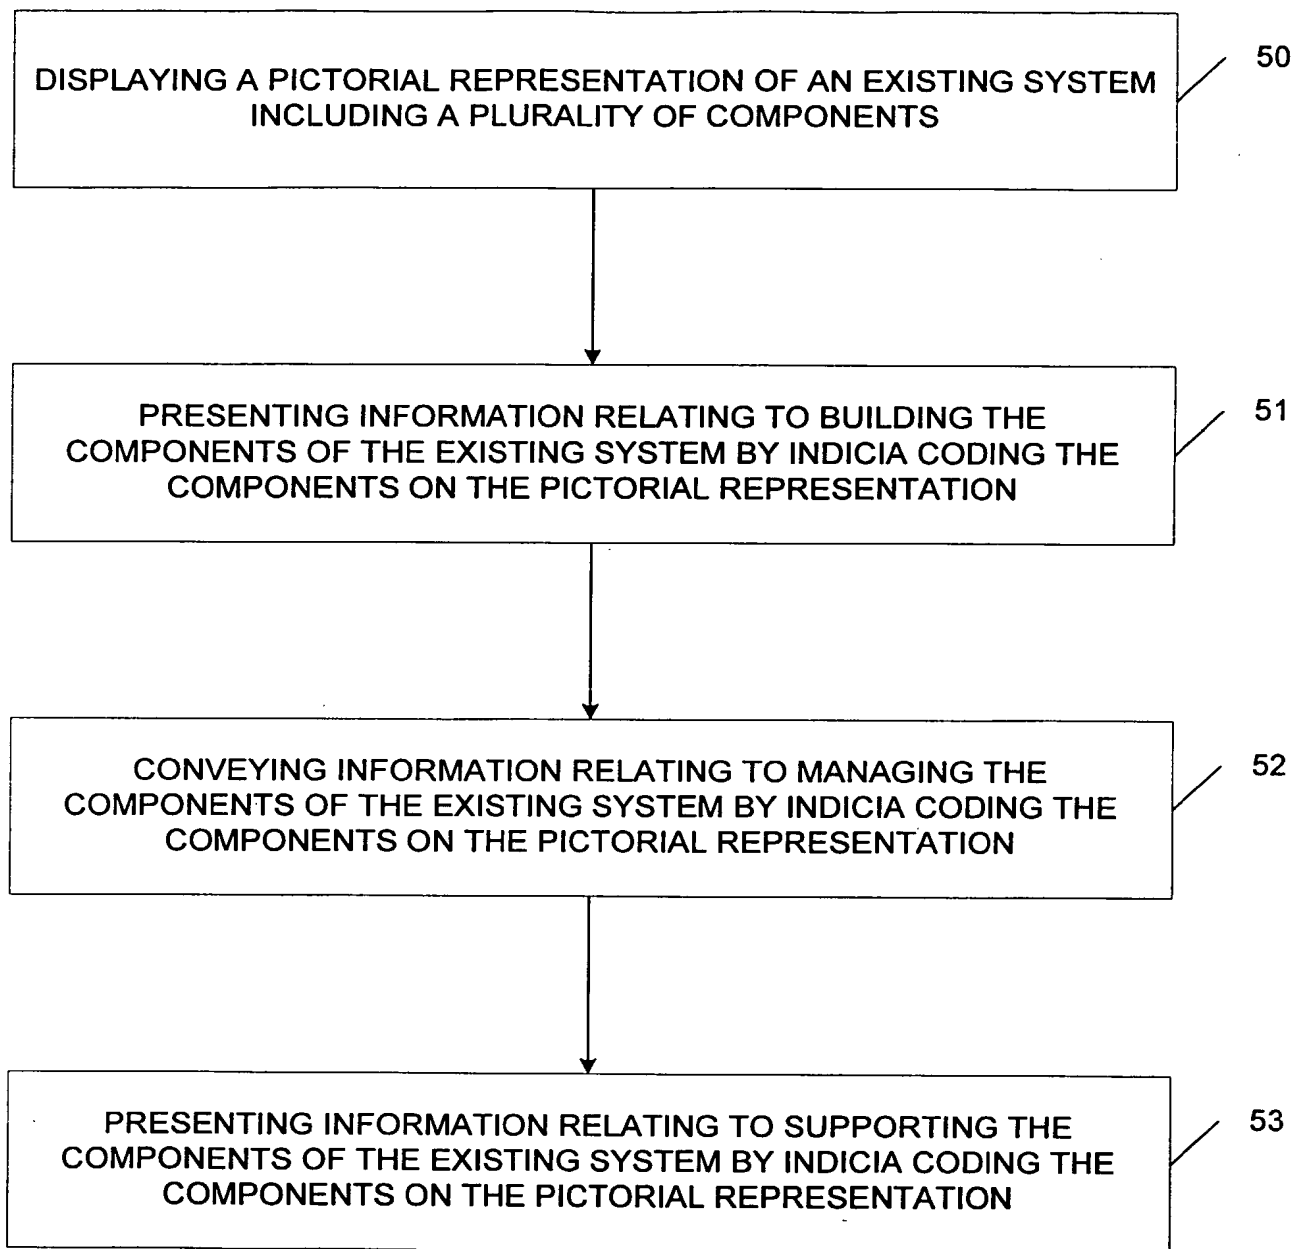 DISPLAYING A PICTORIAL REPRESENTATION OF AN EXISTING SYSTEM
INCLUDING A PLURALITY OF COMPONENTS
50
PRESENTING INFORMATION RELATING TO BUILDING THE
COMPONENTS OF THE EXISTING SYSTEM BY INDICIA CODING THE
COMPONENTS ON THE PICTORIAL REPRESENTATION
51
CONVEYING INFORMATION RELATING TO MANAGING THE
COMPONENTS OF THE EXISTING SYSTEM BY INDICIA CODING THE
COMPONENTS ON THE PICTORIAL REPRESENTATION
52
PRESENTING INFORMATION RELATING TO SUPPORTING THE
COMPONENTS OF THE EXISTING SYSTEM BY INDICIA CODING THE
COMPONENTS ON THE PICTORIAL REPRESENTATION
53